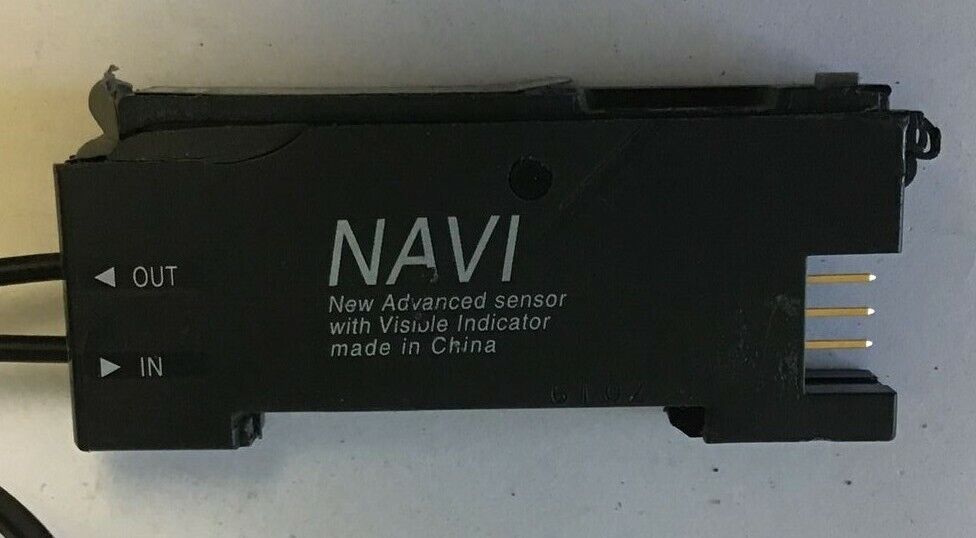 NAVI
New Advanced sensor
with Visible Indicator
made in China
◀ OUT
▶ IN